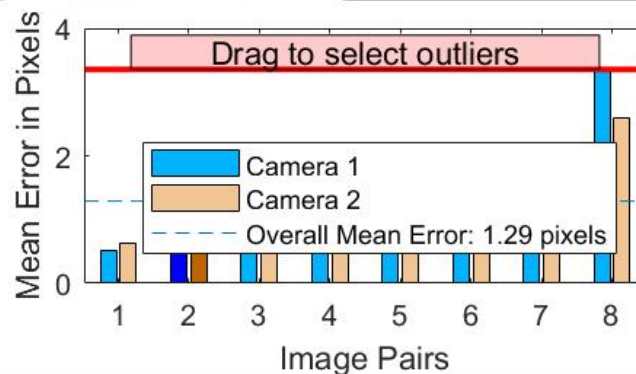 Mean Error in Pixels
4
2
0
Drag to select outliers
Camera 1
Camera 2
Overall Mean Error: 1.29 pixels
1 2 3 4 5 6 7 8
Image Pairs